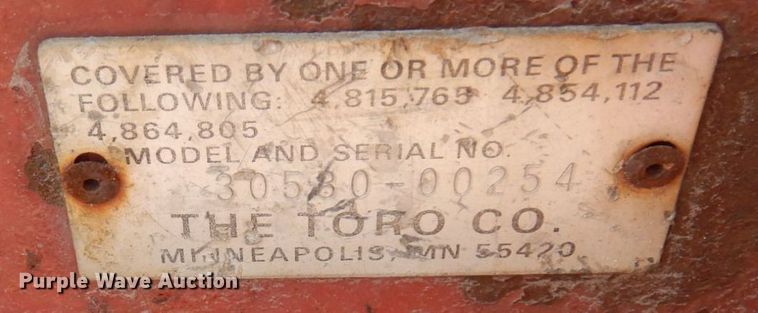 COVERED BY ONE OR MORE OF THE
FOLLOWING: 4,815,765 4,854,112
4,864,805
MODEL AND SERIAL NO.
30530-00254
THE TORO CO.
MINNEAPOLIS, MN 55420
Purple Wave Auction